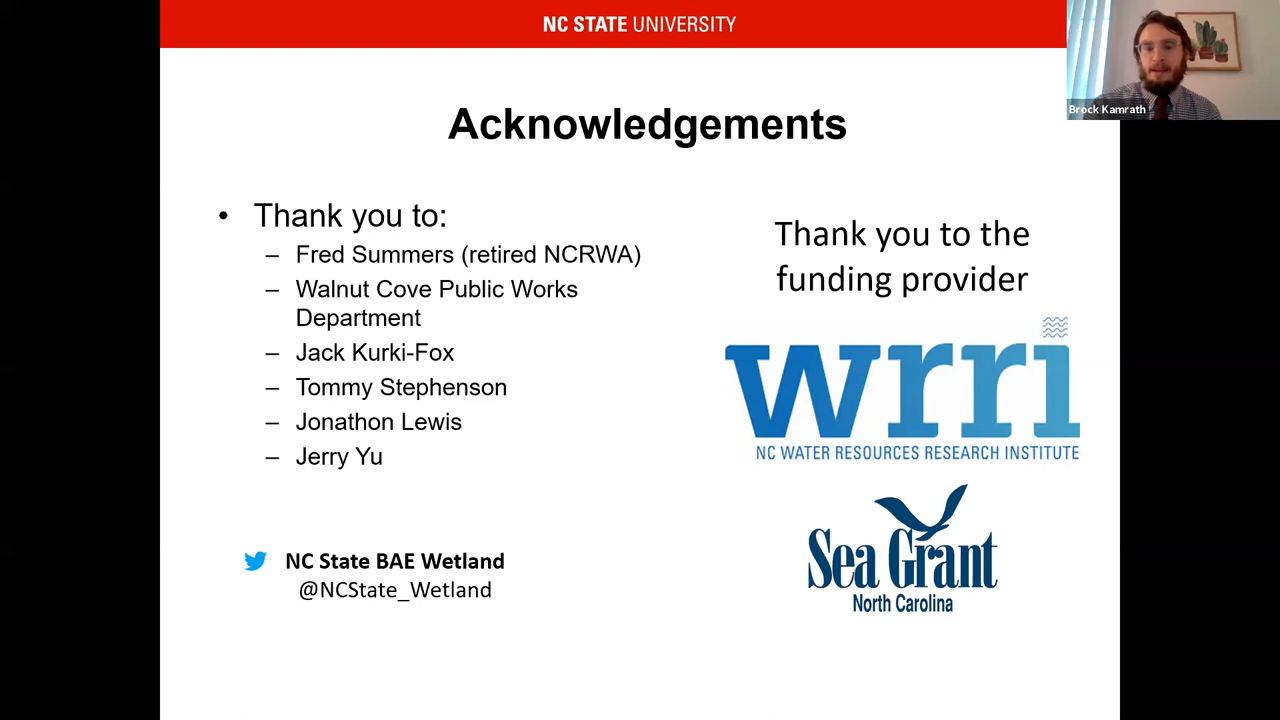 NC STATE UNIVERSITY
Brock Kamrath
Acknowledgements
• Thank you to:
– Fred Summers (retired NCRWA)
– Walnut Cove Public Works
Department
– Jack Kurki-Fox
– Tommy Stephenson
– Jonathon Lewis
– Jerry Yu
NC State BAE Wetland
@NCState_Wetland
Thank you to the
funding provider
wrri
NC WATER RESOURCES RESEARCH INSTITUTE
Sea Grant
North Carolina